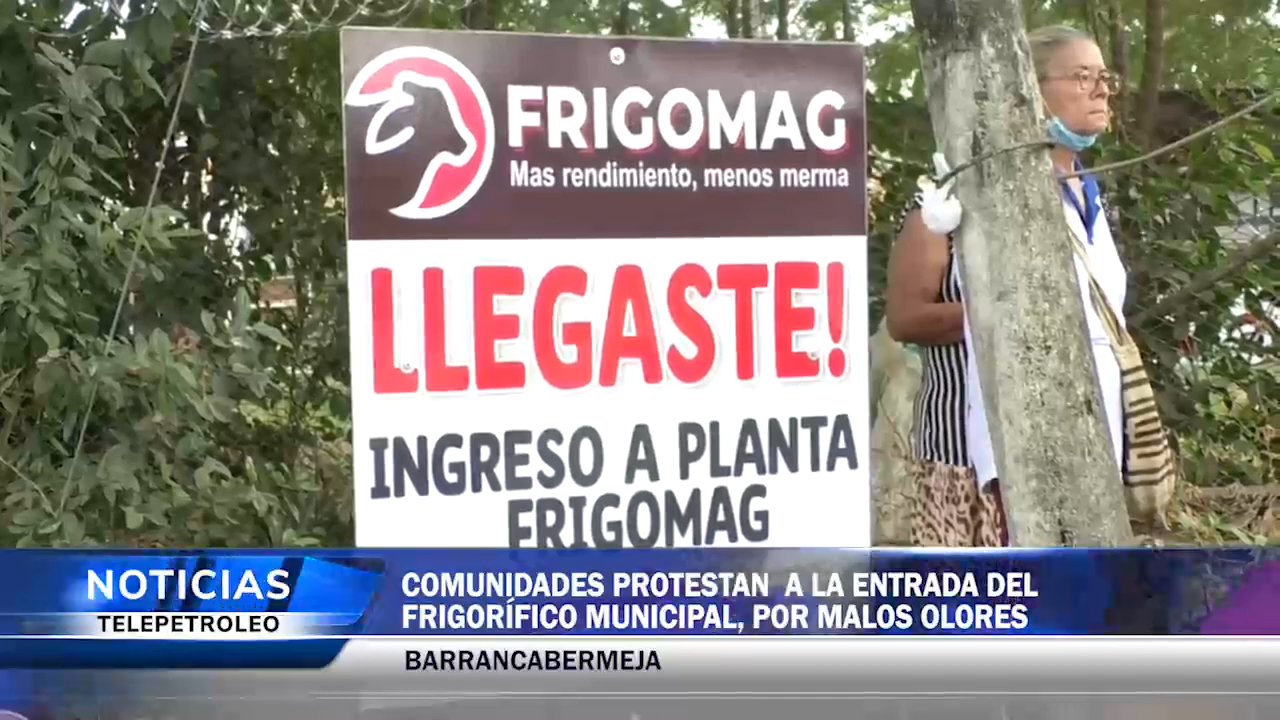 FRIGOMAG
Mas rendimiento, menos merma
LLEGASTE!
INGRESO A PLANTA
FRIGOMAG
NOTICIAS
TELEPETROLEO
COMUNIDADES PROTESTAN A LA ENTRADA DEL
FRIGORÍFICO MUNICIPAL, POR MALOS OLORES
BARRANCABERMEJA